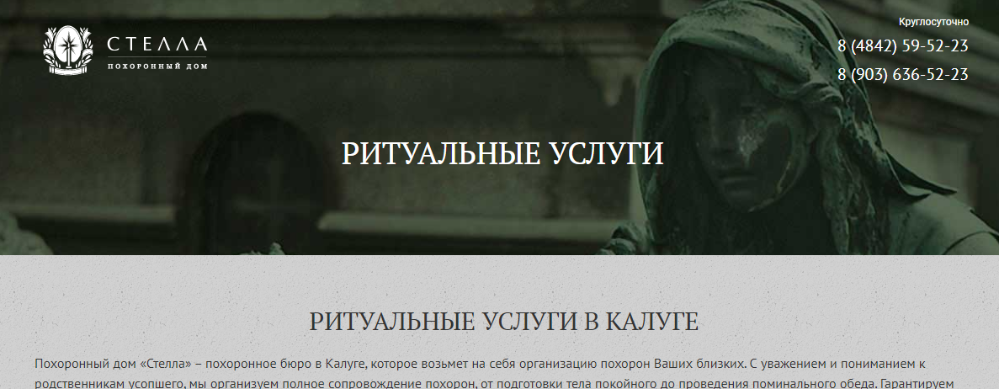 СТЕЛЛА
ПОХОРОННЫЙ ДОМ
Круглосуточно
8 (4842) 59-52-23
8 (903) 636-52-23
РИТУАЛЬНЫЕ УСЛУГИ
РИТУАЛЬНЫЕ УСЛУГИ В КАЛУГЕ
Похоронный дом «Стелла» – похоронное бюро в Калуге, которое возьмет на себя организацию похорон Ваших близких. С уважением и пониманием к
родственникам усопшего, мы организуем полное сопровождение похорон, от подготовки тела покойного до проведения поминального обеда. Гарантируем